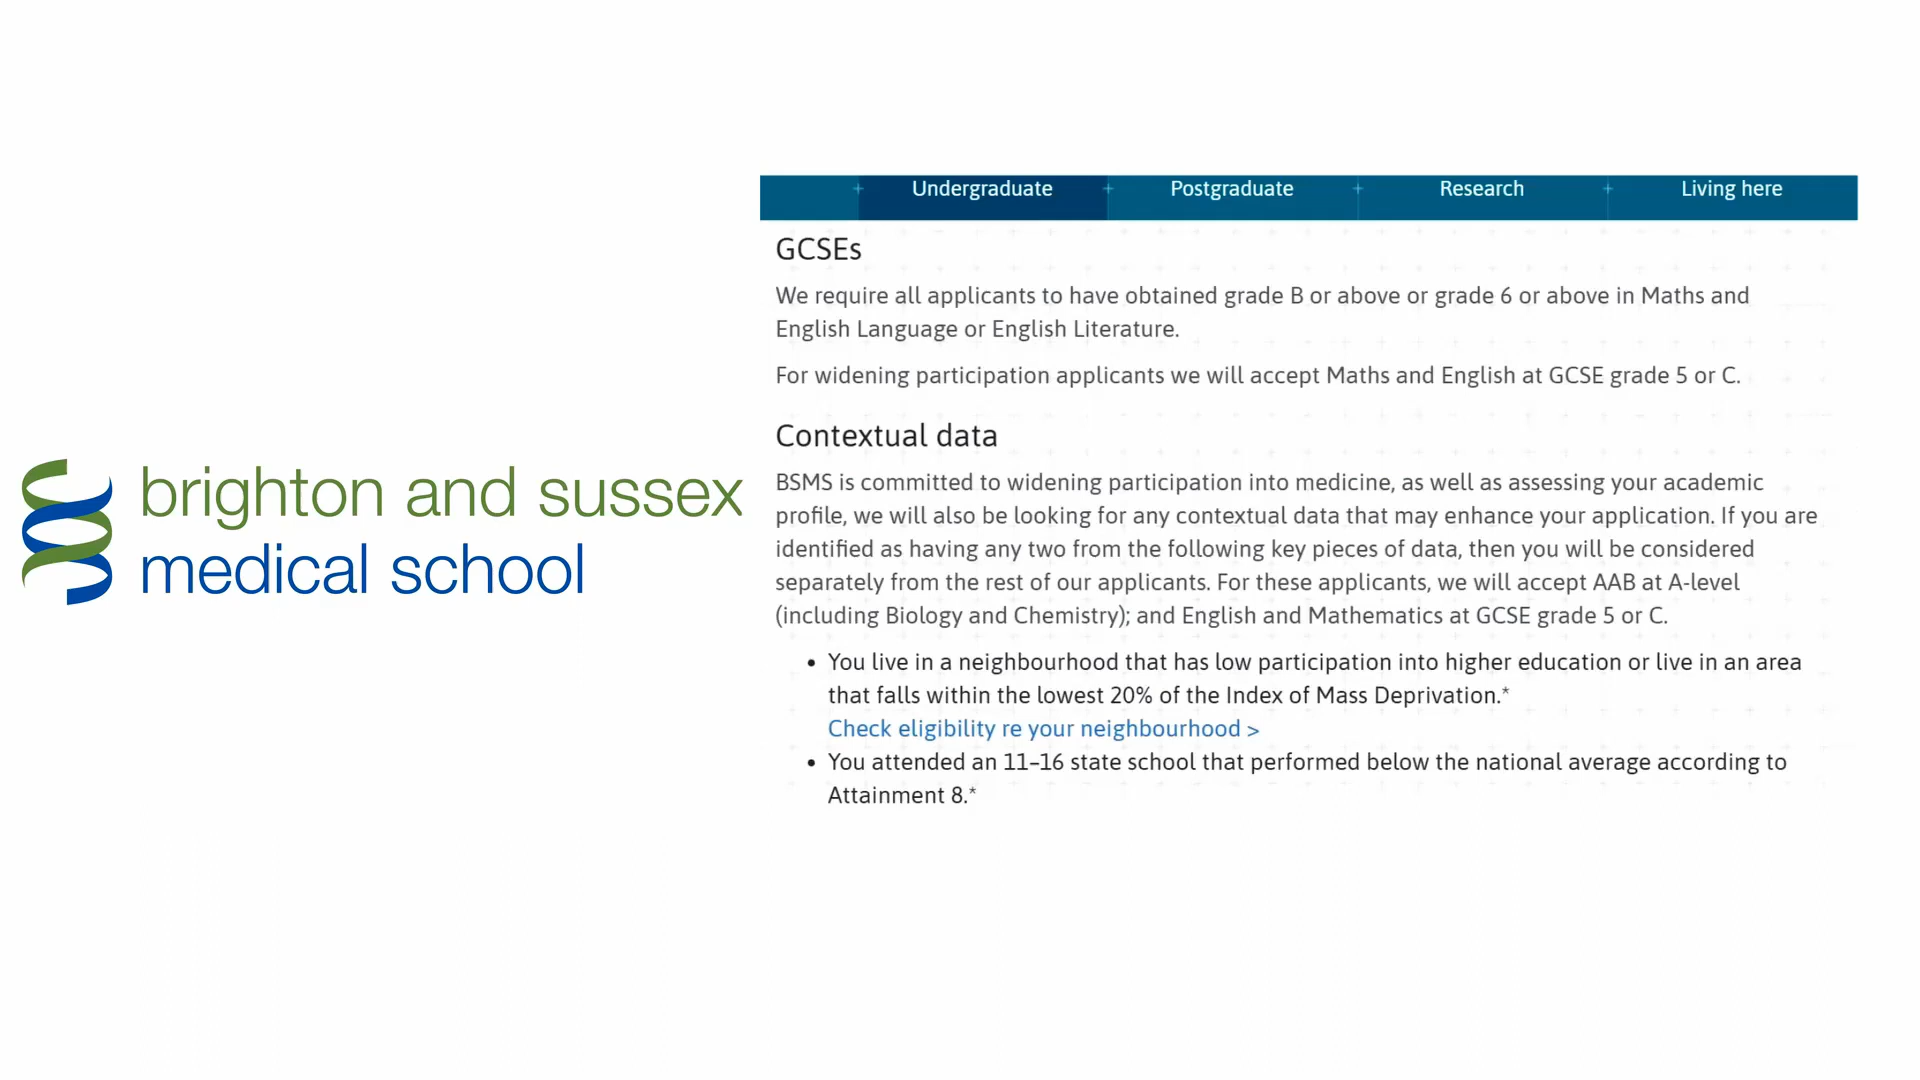 brighton and sussex
medical school
Undergraduate Postgraduate Research Living here
GCSEs
We require all applicants to have obtained grade B or above or grade 6 or above in Maths and
English Language or English Literature.
For widening participation applicants we will accept Maths and English at GCSE grade 5 or C.
Contextual data
BSMS is committed to widening participation into medicine, as well as assessing your academic
profile, we will also be looking for any contextual data that may enhance your application. If you are
identified as having any two from the following key pieces of data, then you will be considered
separately from the rest of our applicants. For these applicants, we will accept AAB at A-level
(including Biology and Chemistry); and English and Mathematics at GCSE grade 5 or C.
• You live in a neighbourhood that has low participation into higher education or live in an area
that falls within the lowest 20% of the Index of Mass Deprivation.*
Check eligibility re your neighbourhood >
• You attended an 11–16 state school that performed below the national average according to
Attainment 8.*